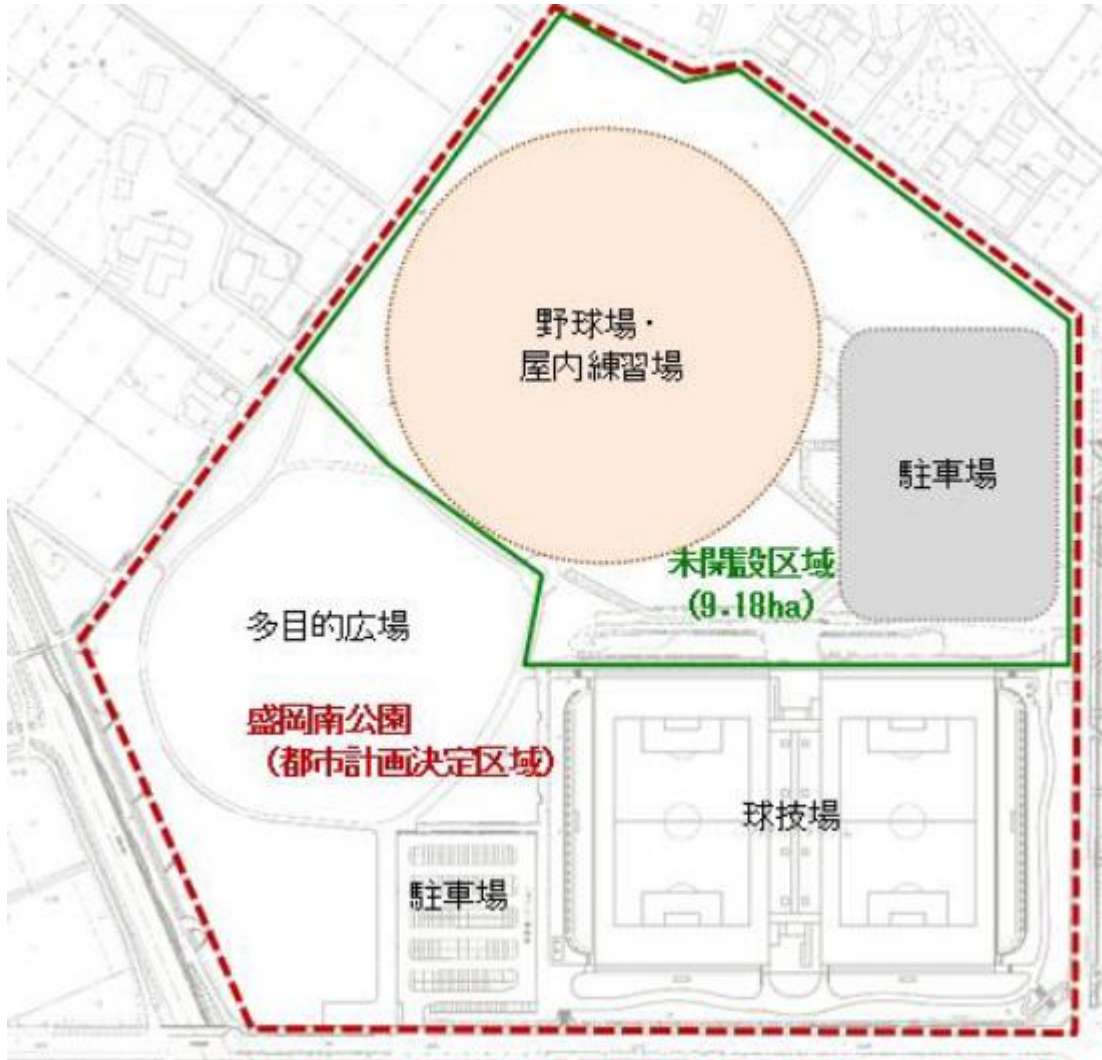 野球場・
屋内練習場
駐車場
未開設区域
(9.18ha)
多目的広場
盛岡南公園
(都市計画決定区域)
球技場
駐車場